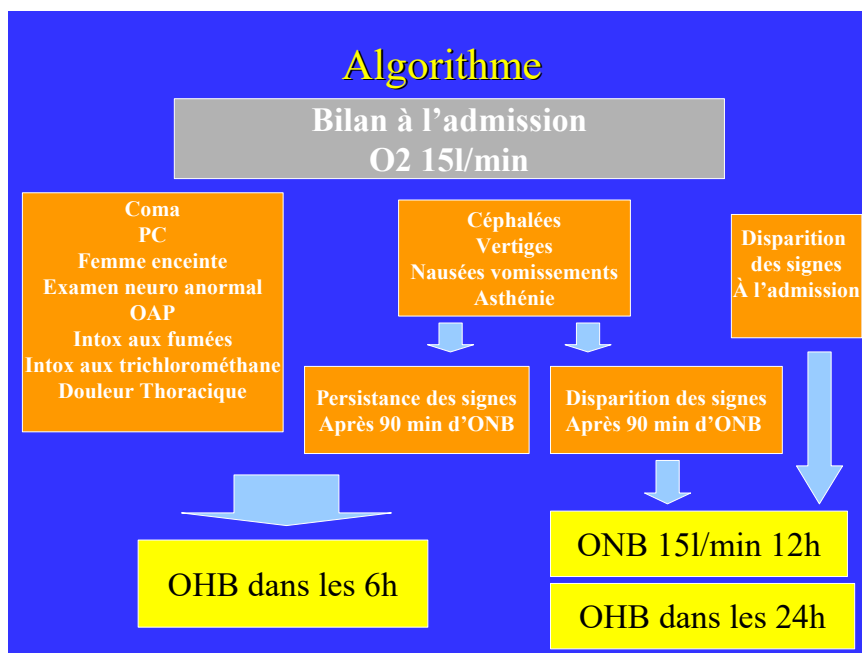 Algorithme
Bilan à l'admission
O2 15l/min
Coma
PC
Femme enceinte
Examen neuro anormal
OAP
Intox aux fumées
Intox aux trichlorométhane
Douleur Thoracique
Céphalées
Vertiges
Nausées vomissements
Asthénie
Disparition
des signes
À l'admission
Persistance des signes
Après 90 min d'ONB
Disparition des signes
Après 90 min d'ONB
OHB dans les 6h
ONB 15l/min 12h
OHB dans les 24h